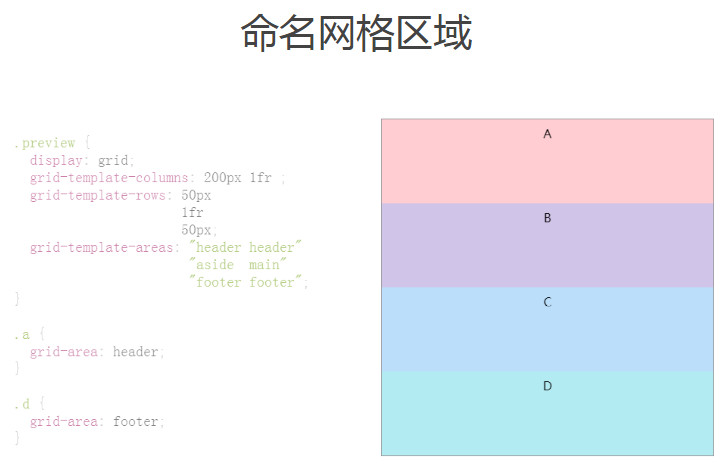 命名网格区域
.preview {
display: grid;
grid-template-columns: 200px 1fr ;
grid-template-rows: 50px
1fr
50px;
grid-template-areas: "header header"
"aside  main"
"footer footer";
}
.a {
grid-area: header;
}
.d {
grid-area: footer;
}
A
B
C
D